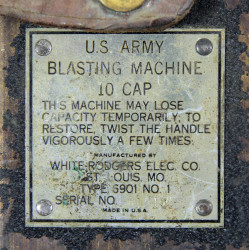 U.S. ARMY
BLASTING MACHINE
10 CAP
THIS MACHINE MAY LOSE
CAPACITY TEMPORARILY; TO
RESTORE, TWIST THE HANDLE
VIGOROUSLY A FEW TIMES.
MANUFACTURED BY
WHITE-RODGERS ELEC. CO.
ST. LOUIS, MO.
TYPE 6901 NO. 1
SERIAL NO.
MADE IN U.S.A.